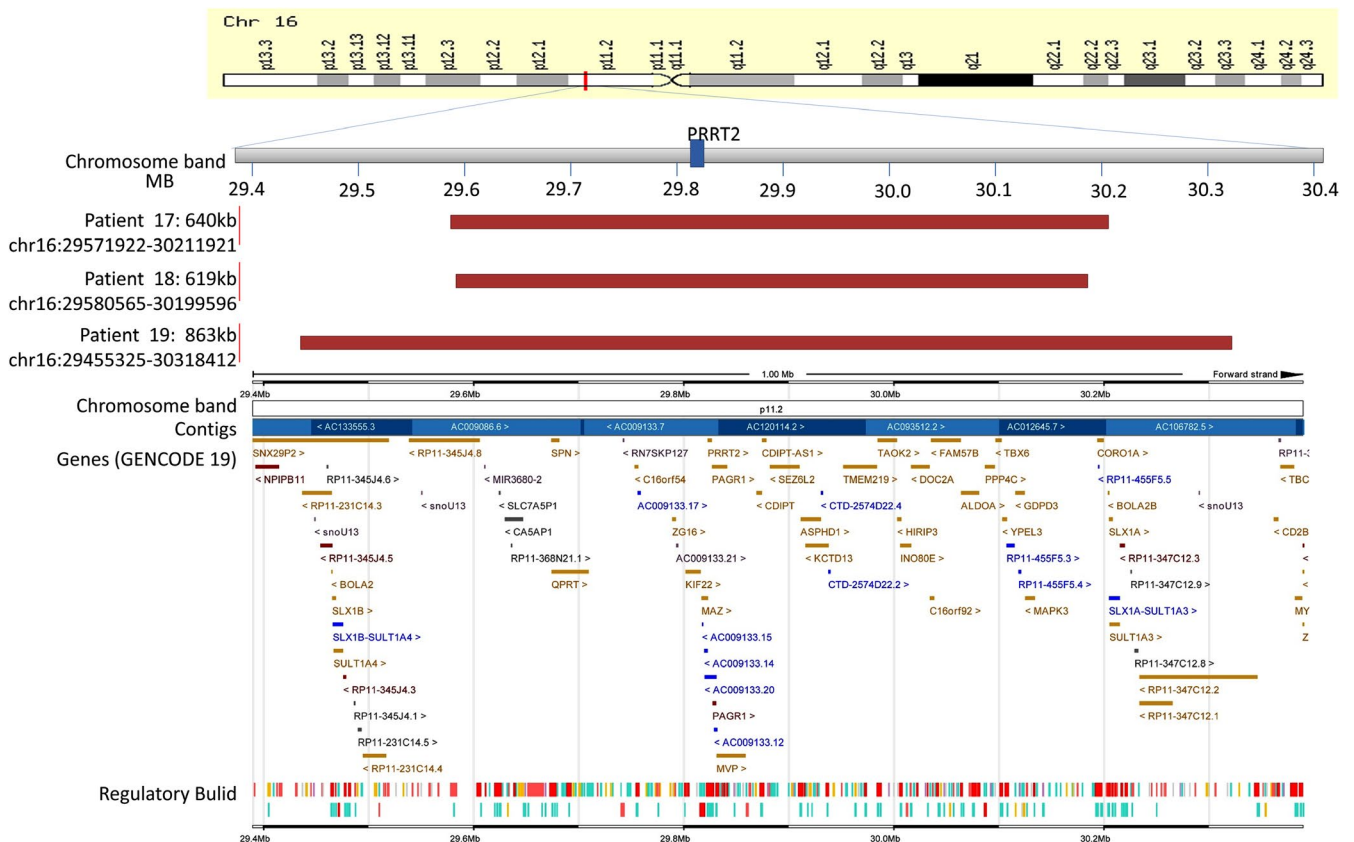 Chr 16
p13.3 p13.2 p13.13 p13.12 p13.11 p12.3 p12.2 p12.1 p11.2 p11.1 q11.1 q11.2 q12.1 q12.2 q13 q21 q22.1 q22.2 q22.3 q23.1 q23.2 q23.3 q24.1 q24.2 q24.3
PRRT2
Chromosome band
MB
29.4 29.5 29.6 29.7 29.8 29.9 30.0 30.1 30.2 30.3 30.4
Patient 17: 640kb
chr16:29571922-30211921
Patient 18: 619kb
chr16:29580565-30199596
Patient 19: 863kb
chr16:29455325-30318412
1.00 Mb Forward strand
29.4Mb 29.6Mb 29.8Mb 30.0Mb 30.2Mb
Chromosome band p11.2
Contigs < AC133555.3 AC009086.6 > < AC009133.7 AC120114.2 > AC093512.2 > AC012645.7 > AC106782.5 >
Genes (GENCODE 19)
SNX29P2 > < RP11-345J4.8 SPN > < RN7SKP127 PRRT2 > CDIPT-AS1 > TAOK2 > < FAM57B < TBX6 CORO1A > RP11-
< NPIPB11 RP11-345J4.6 > < MIR3680-2 < C16orf54 PAGR1 > < SEZ6L2 TMEM219 > < DOC2A PPP4C > < RP11-455F5.5 < TBC
< RP11-231C14.3 < snoU13 < SLC7A5P1 AC009133.17 > < CDIPT < CTD-2574D22.4 ALDOA > < GDPD3 < BOLA2B < snoU13
< snoU13 < CA5AP1 ZG16 > ASPHD1 > < HIRIP3 < YPEL3 SLX1A > < CD2B
< RP11-345J4.5 RP11-368N21.1 > AC009133.21 > < KCTD13 INO80E > RP11-455F5.3 > < RP11-347C12.3 <
< BOLA2 QPRT > KIF22 > CTD-2574D22.2 > RP11-455F5.4 > RP11-347C12.9 > <
SLX1B > MAZ > C16orf92 > < MAPK3 SLX1A-SULT1A3 > MY
SLX1B-SULT1A4 > < AC009133.15 SULT1A3 > Z
SULT1A4 > < AC009133.14 RP11-347C12.8 >
< RP11-345J4.3 < AC009133.20 < RP11-347C12.2
RP11-345J4.1 > PAGR1 > < RP11-347C12.1
RP11-231C14.5 > < AC009133.12
< RP11-231C14.4 MVP >
Regulatory Bulid
29.4Mb 29.6Mb 29.8Mb 30.0Mb 30.2Mb